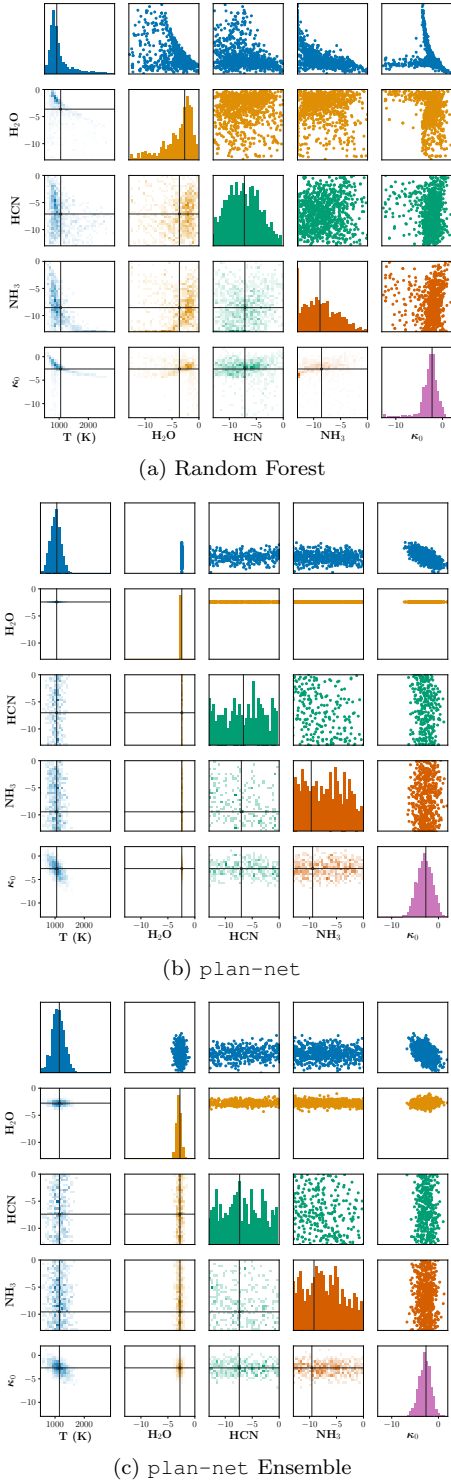 H₂O
0
−5
−10
HCN
0
−5
−10
NH₃
0
−5
−10
κ₀
0
−5
−10
1000 2000
−10 −5 0
−10 −5 0
−10 −5 0
−10 −5 0
T (K) H₂O HCN NH₃ κ₀
(a) Random Forest
H₂O
0
−5
−10
HCN
0
−5
−10
NH₃
0
−5
−10
κ₀
0
−5
−10
1000 2000
−10 −5 0
−10 −5 0
−10 −5 0
−10 −5 0
T (K) H₂O HCN NH₃ κ₀
(b) plan-net
H₂O
0
−5
−10
HCN
0
−5
−10
NH₃
0
−5
−10
κ₀
0
−5
−10
1000 2000
−10 −5 0
−10 −5 0
−10 −5 0
−10 −5 0
T (K) H₂O HCN NH₃ κ₀
(c) plan-net Ensemble